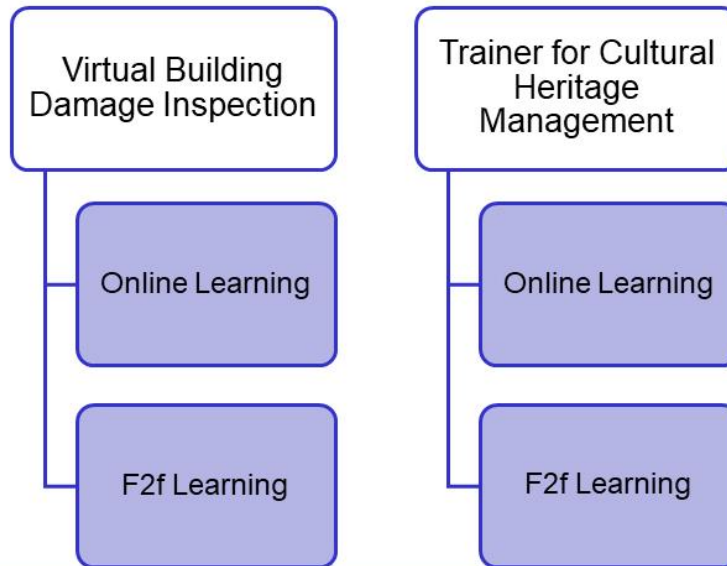 Virtual Building
Damage Inspection
Online Learning
F2f Learning
Trainer for Cultural
Heritage
Management
Online Learning
F2f Learning